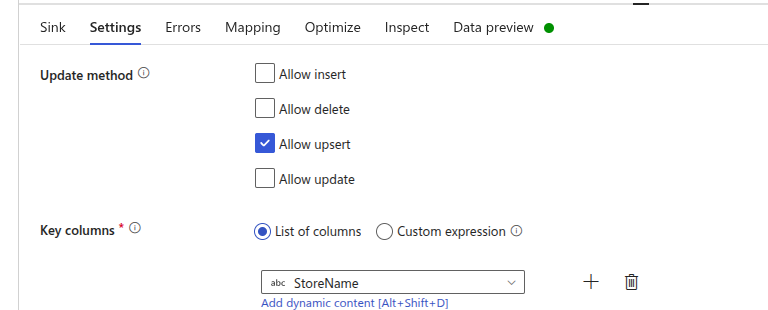 Sink Settings Errors Mapping Optimize Inspect Data preview
Update method Allow insert
Allow delete
Allow upsert
Allow update
Key columns * List of columns Custom expression
abc StoreName
Add dynamic content [Alt+Shift+D]